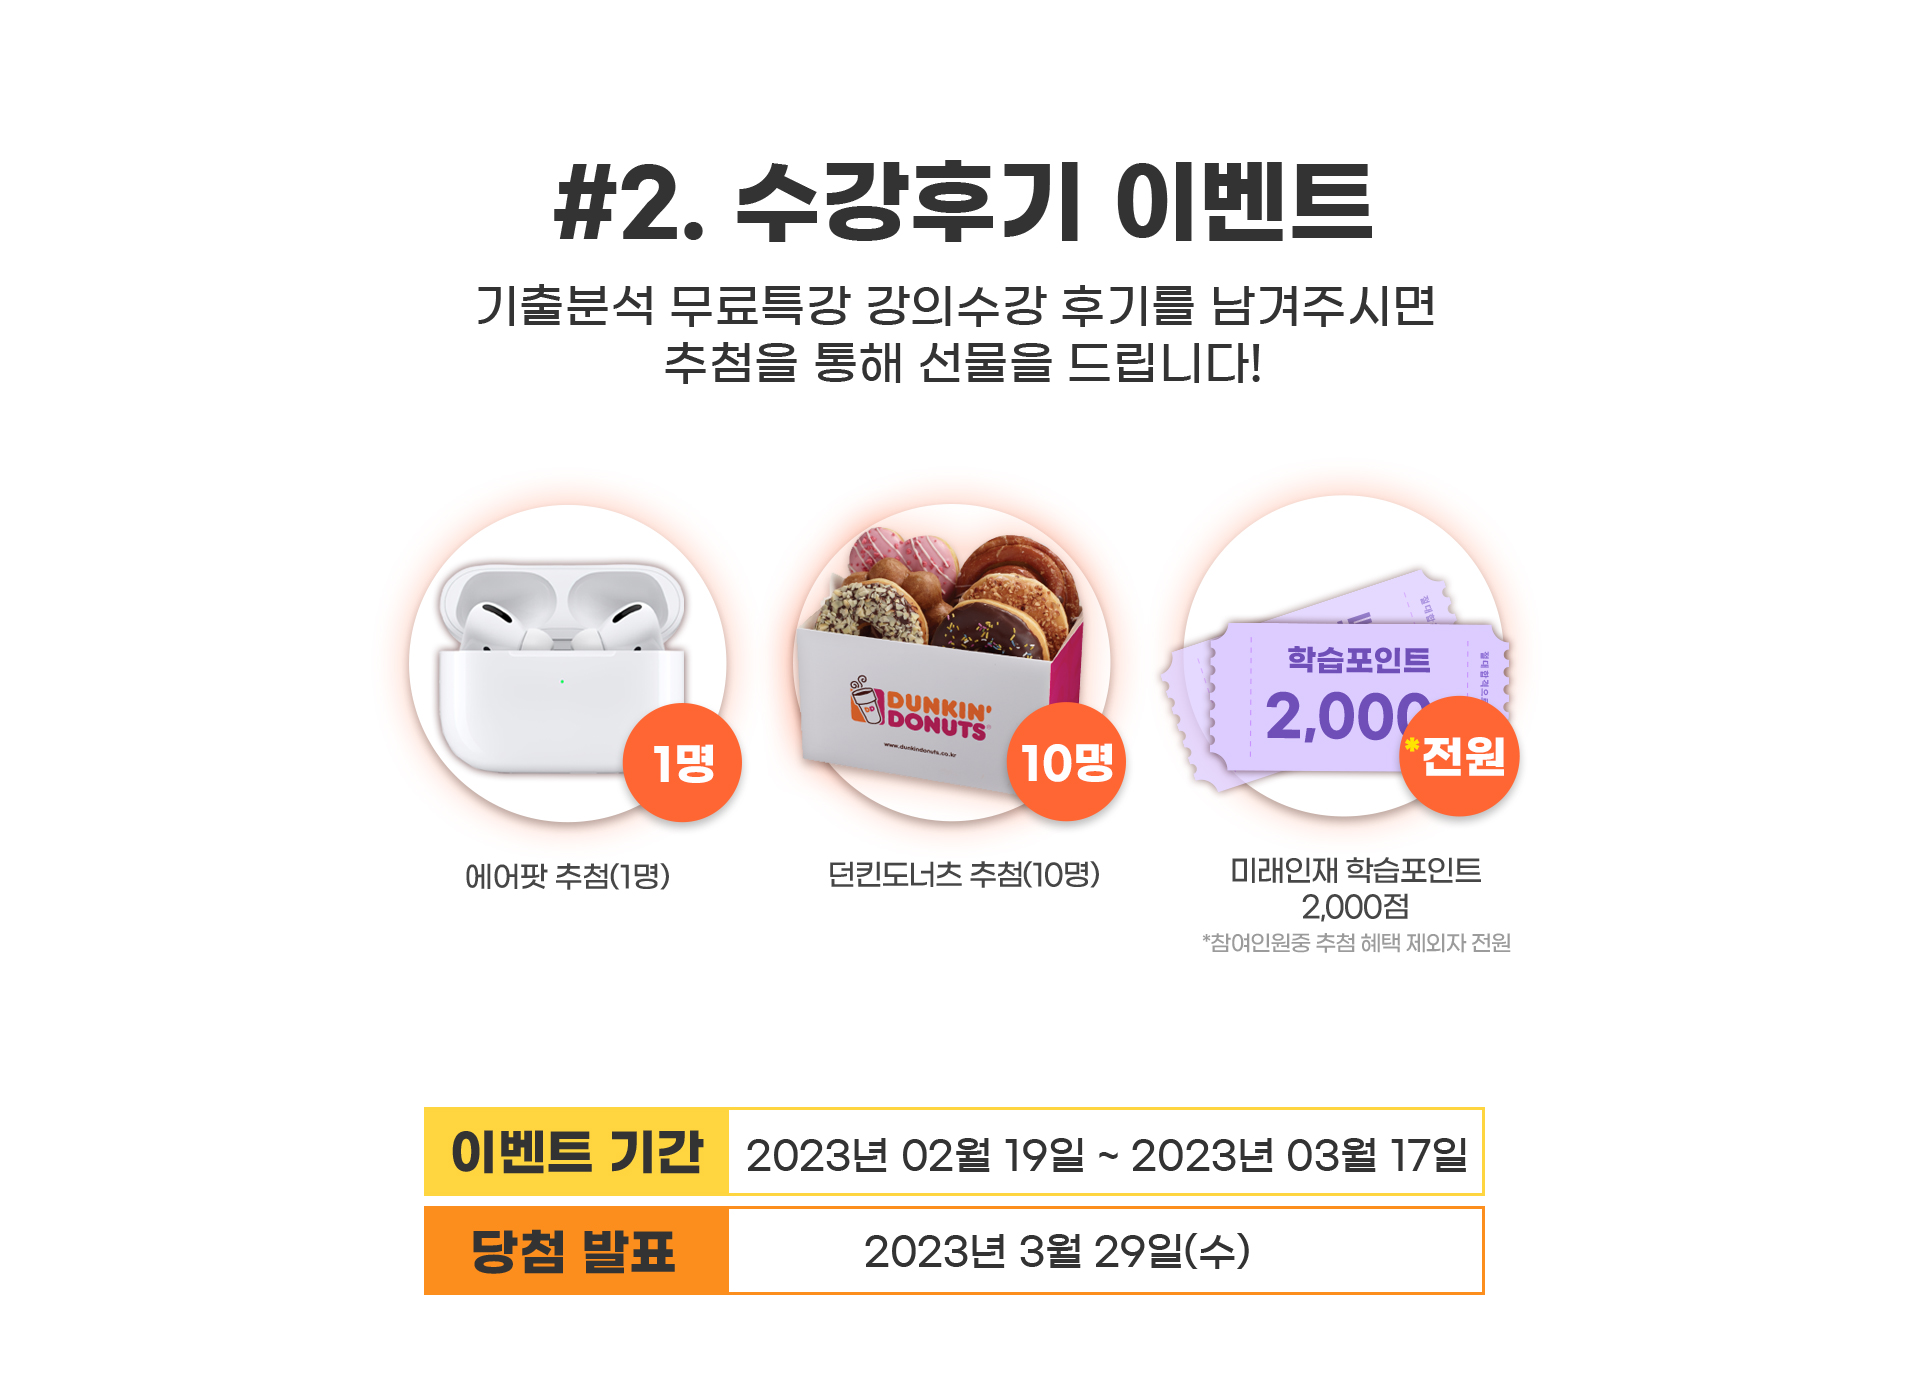 #2. 수강후기 이벤트
기출분석 무료특강 강의수강 후기를 남겨주시면
추첨을 통해 선물을 드립니다!
DUNKIN'
DONUTS
www.dunkindonuts.co.kr
1명
10명
학습포인트
2,000
*전원
에어팟 추첨(1명)
던킨도너츠 추첨(10명)
미래인재 학습포인트
2,000점
*참여인원중 추첨 혜택 제외자 전원
이벤트 기간
2023년 02월 19일 ~ 2023년 03월 17일
당첨 발표
2023년 3월 29일(수)